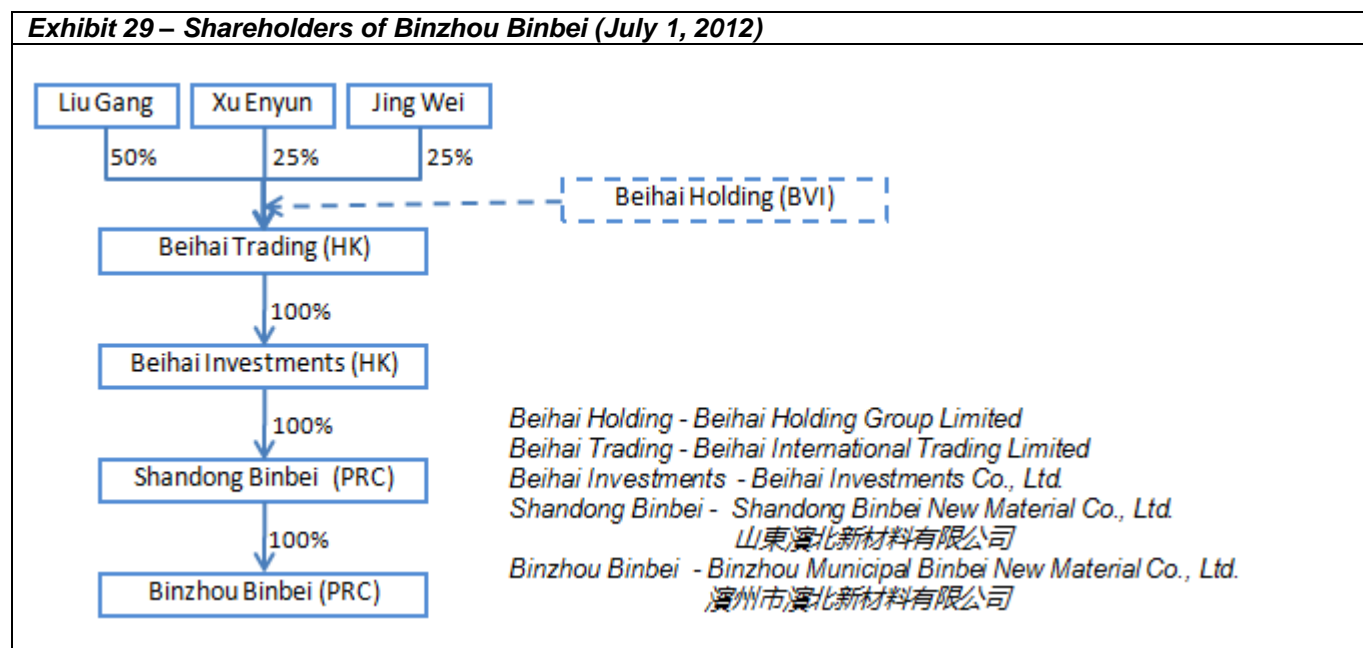 Exhibit 29 – Shareholders of Binzhou Binbei (July 1, 2012)
Liu Gang
Xu Enyun
Jing Wei
50%
25%
25%
Beihai Holding (BVI)
Beihai Trading (HK)
100%
Beihai Investments (HK)
100%
Shandong Binbei (PRC)
100%
Binzhou Binbei (PRC)
Beihai Holding - Beihai Holding Group Limited
Beihai Trading - Beihai International Trading Limited
Beihai Investments - Beihai Investments Co., Ltd.
Shandong Binbei - Shandong Binbei New Material Co., Ltd.
山東濱北新材料有限公司
Binzhou Binbei - Binzhou Municipal Binbei New Material Co., Ltd.
濱州市濱北新材料有限公司